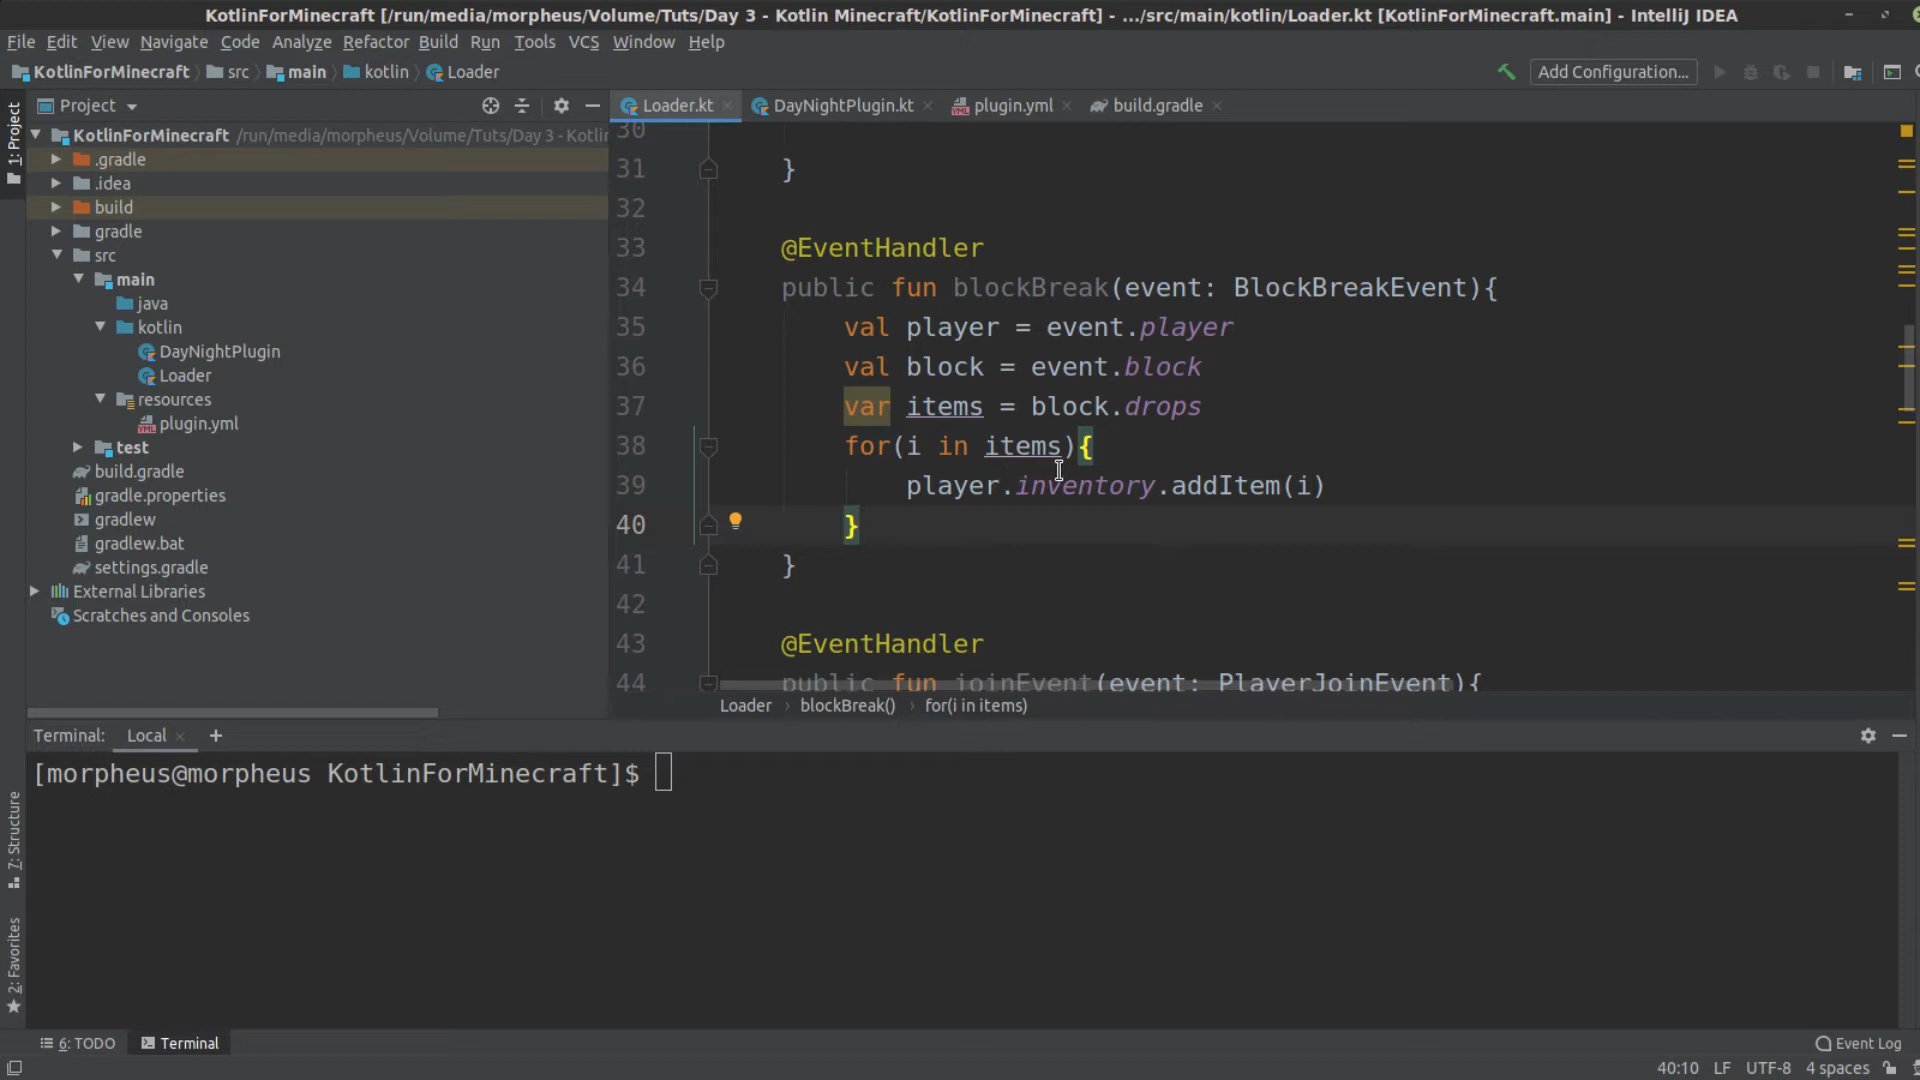 KotlinForMinecraft [/run/media/morpheus/Volume/Tuts/Day 3 - Kotlin Minecraft/KotlinForMinecraft] - .../src/main/kotlin/Loader.kt [KotlinForMinecraft.main] - IntelliJ IDEA
File Edit View Navigate Code Analyze Refactor Build Run Tools VCS Window Help
KotlinForMinecraft src main kotlin Loader
Add Configuration...
1: Project
Project
Loader.kt DayNightPlugin.kt plugin.yml build.gradle
KotlinForMinecraft /run/media/morpheus/Volume/Tuts/Day 3 - Kotlin
.gradle
.idea
build
gradle
src
main
java
kotlin
DayNightPlugin
Loader
resources
plugin.yml
test
build.gradle
gradle.properties
gradlew
gradlew.bat
settings.gradle
External Libraries
Scratches and Consoles
30
31 }
32
33 @EventHandler
34 public fun blockBreak(event: BlockBreakEvent){
35 val player = event.player
36 val block = event.block
37 var items = block.drops
38 for(i in items){
39 player.inventory.addItem(i)
40 }
41 }
42
43 @EventHandler
44 public fun joinEvent(event: PlayerJoinEvent){
Loader blockBreak() for(i in items)
Terminal: Local +
[morpheus@morpheus KotlinForMinecraft]$
7: Structure
2: Favorites
6: TODO Terminal Event Log
40:10 LF UTF-8 4 spaces